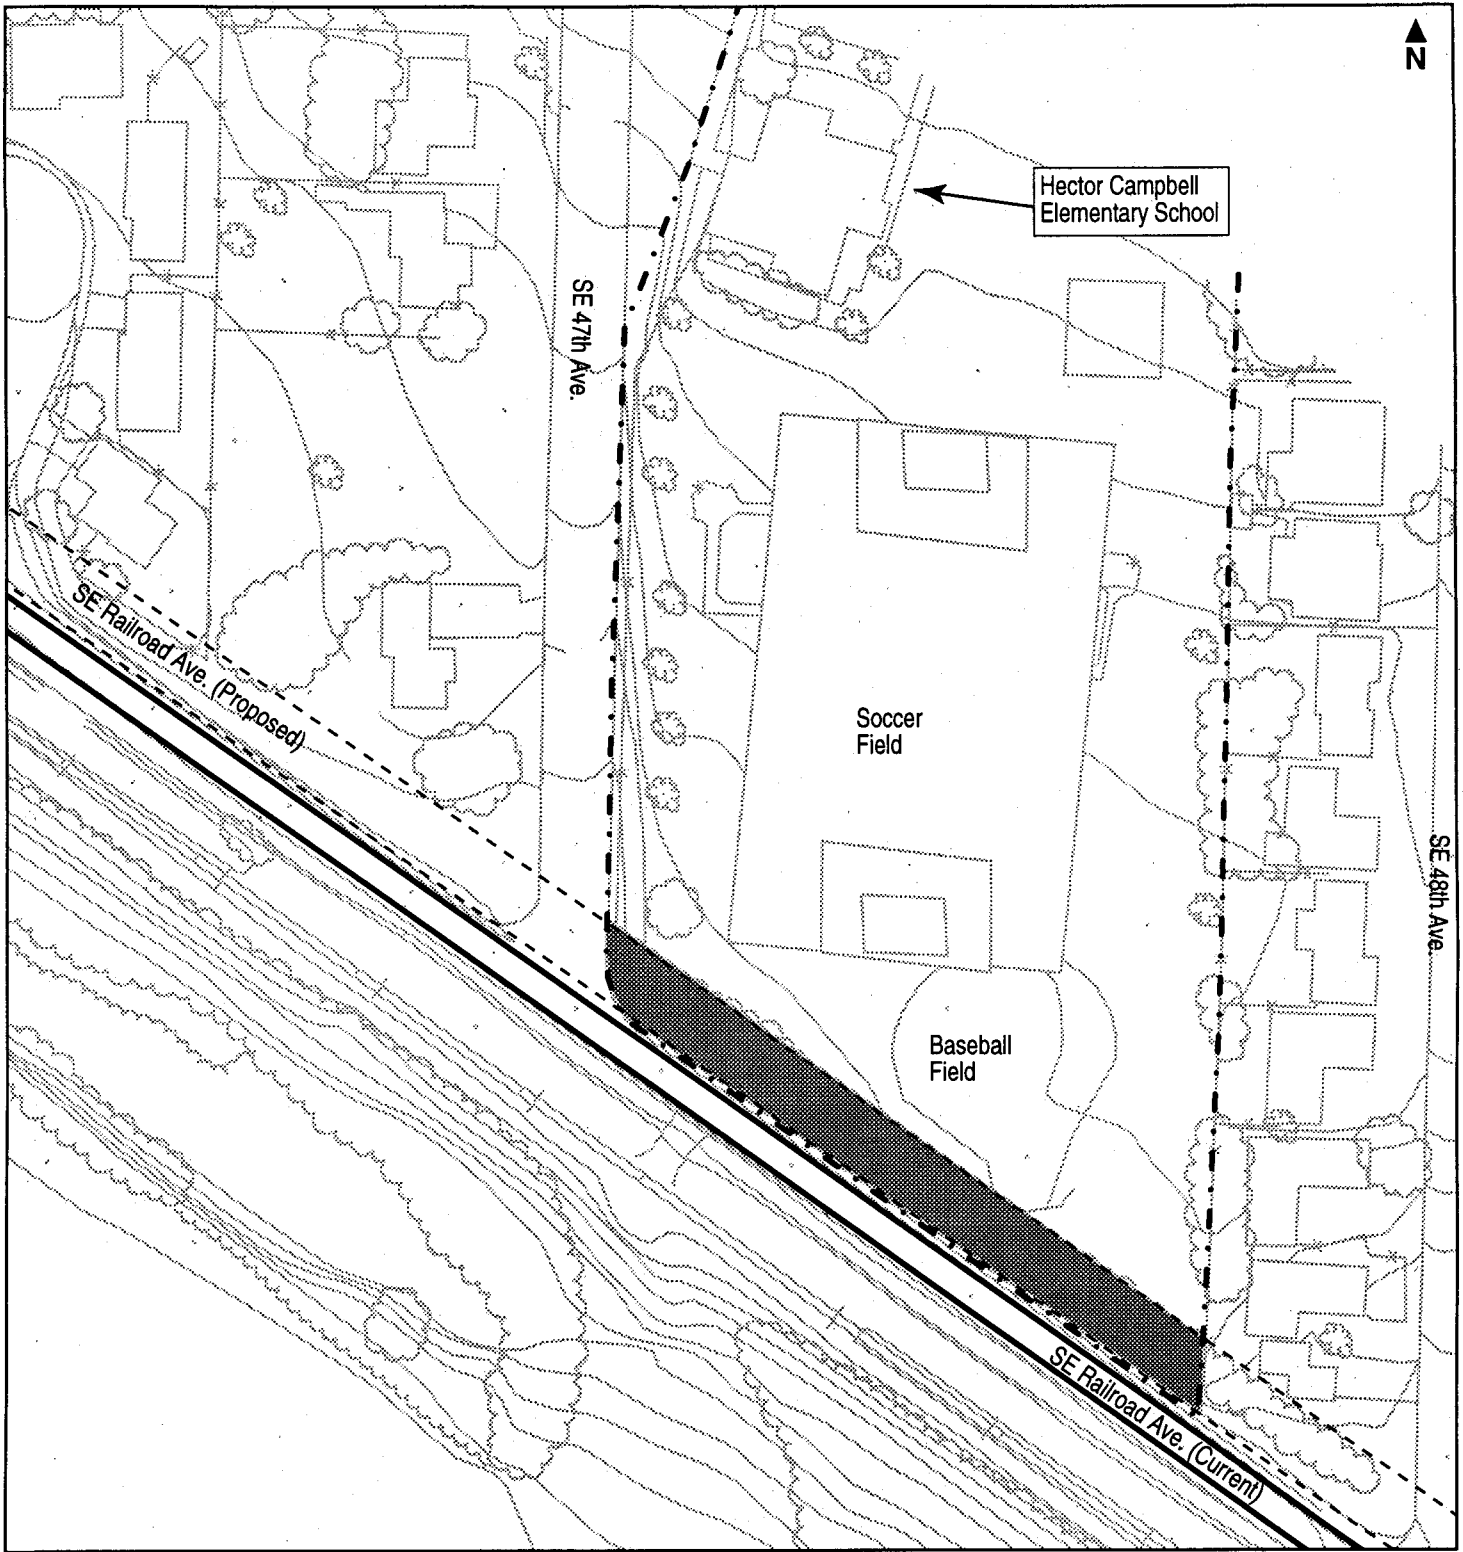 N
Hector Campbell
Elementary School
SE 47th Ave.
SE Railroad Ave. (Proposed)
Soccer
Field
SE 48th Ave.
Baseball
Field
SE Railroad Ave. (Current)